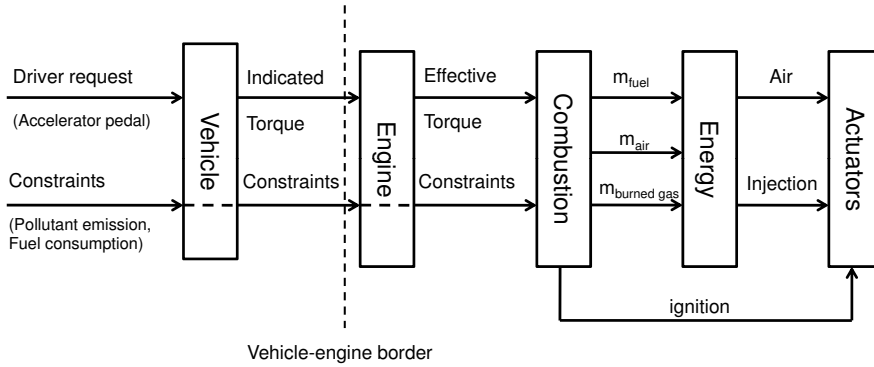 Driver request
(Accelerator pedal)
Constraints
(Pollutant emission,
Fuel consumption)
Vehicle
Indicated
Torque
Constraints
Vehicle-engine border
Engine
Effective
Torque
Constraints
Combustion
m_fuel
m_air
m_burned gas
Energy
Air
Injection
Actuators
ignition